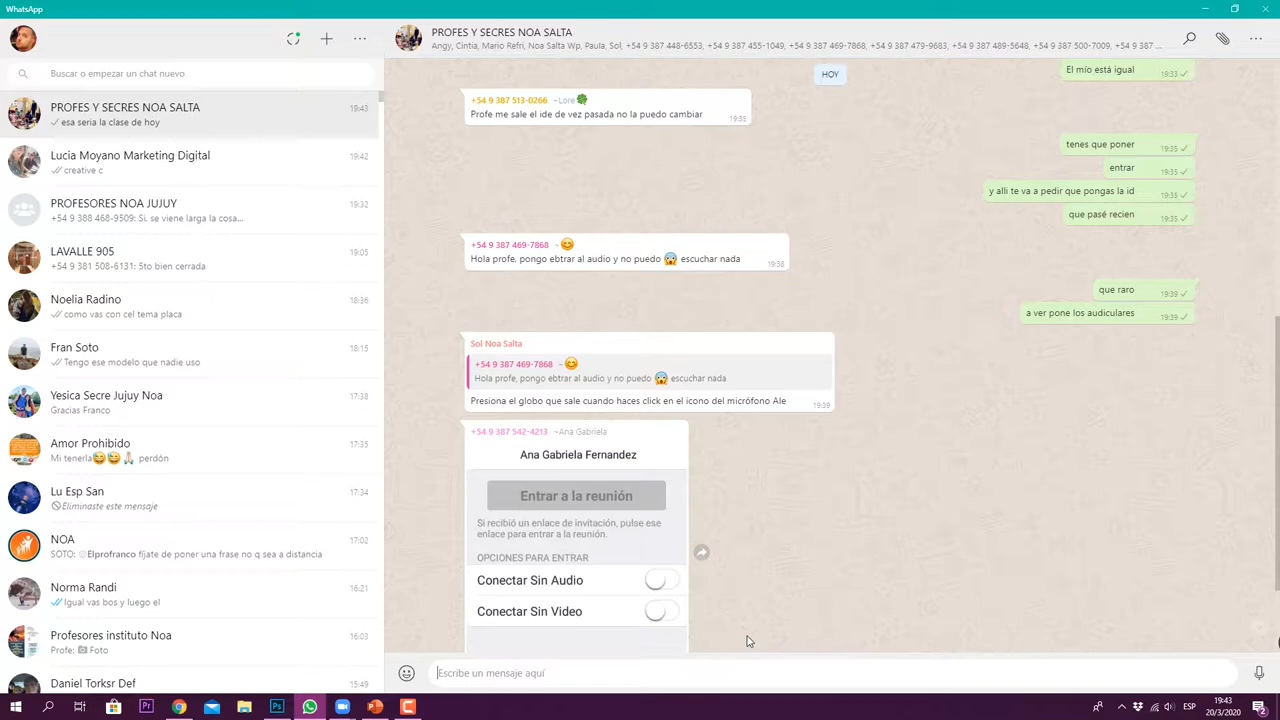 WhatsApp
Buscar o empezar un chat nuevo
PROFES Y SECRES NOA SALTA
19:43
esa seria la clase de hoy
Lucia Moyano Marketing Digital
19:42
creative c
PROFESORES NOA JUJUY
19:32
+54 9 388 468-9509: Si, se viene larga la cosa...
LAVALLE 905
19:05
+54 9 381 508-6131: 5to bien cerrada
Noelia Radino
18:36
como vas con cel tema placa
Fran Soto
18:15
Tengo ese modelo que nadie uso
Yesica Secre Jujuy Noa
17:38
Gracias Franco
Amor Prohibido
17:35
Mi tenerla😅😅🙏🏻 perdón
Lu Esp San
17:34
Eliminaste este mensaje
NOA
17:02
SOTO: @Elprofranco fíjate de poner una frase no q sea a distancia
Norma Randi
16:21
Igual vas bos y luego el
Profesores instituto Noa
16:03
Profe: 📷 Foto
Daniel Torksr Def
15:49
PROFES Y SECRES NOA SALTA
Angy, Cintia, Mario Refri, Noa Salta Wp, Paula, Sol, +54 9 387 448-6553, +54 9 387 455-1049, +54 9 387 469-7868, +54 9 387 479-9683, +54 9 387 489-5648, +54 9 387 500-7009, +54 9 387 ...
El mío está igual
19:33
HOY
+54 9 387 513-0266 ~Lore🍀
Profe me sale el ide de vez pasada no la puedo cambiar
19:35
tenes que poner
19:35
entrar
19:35
y alli te va a pedir que pongas la id
19:35
que pasé recien
19:35
+54 9 387 469-7868 ~😊
Hola profe, pongo ebtrar al audio y no puedo 😱 escuchar nada
19:38
que raro
19:39
a ver pone los audiculares
19:39
Sol Noa Salta
+54 9 387 469-7868 ~😊
Hola profe, pongo ebtrar al audio y no puedo 😱 escuchar nada
Presiona el globo que sale cuando haces click en el icono del micrófono Ale
19:39
+54 9 387 542-4213 ~Ana Gabriela
Ana Gabriela Fernandez
Entrar a la reunión
Si recibió un enlace de invitación, pulse ese
enlace para entrar a la reunión.
OPCIONES PARA ENTRAR
Conectar Sin Audio
Conectar Sin Video
Escribe un mensaje aquí
Pr
Ps
ESP
19:43
20/3/2020
2